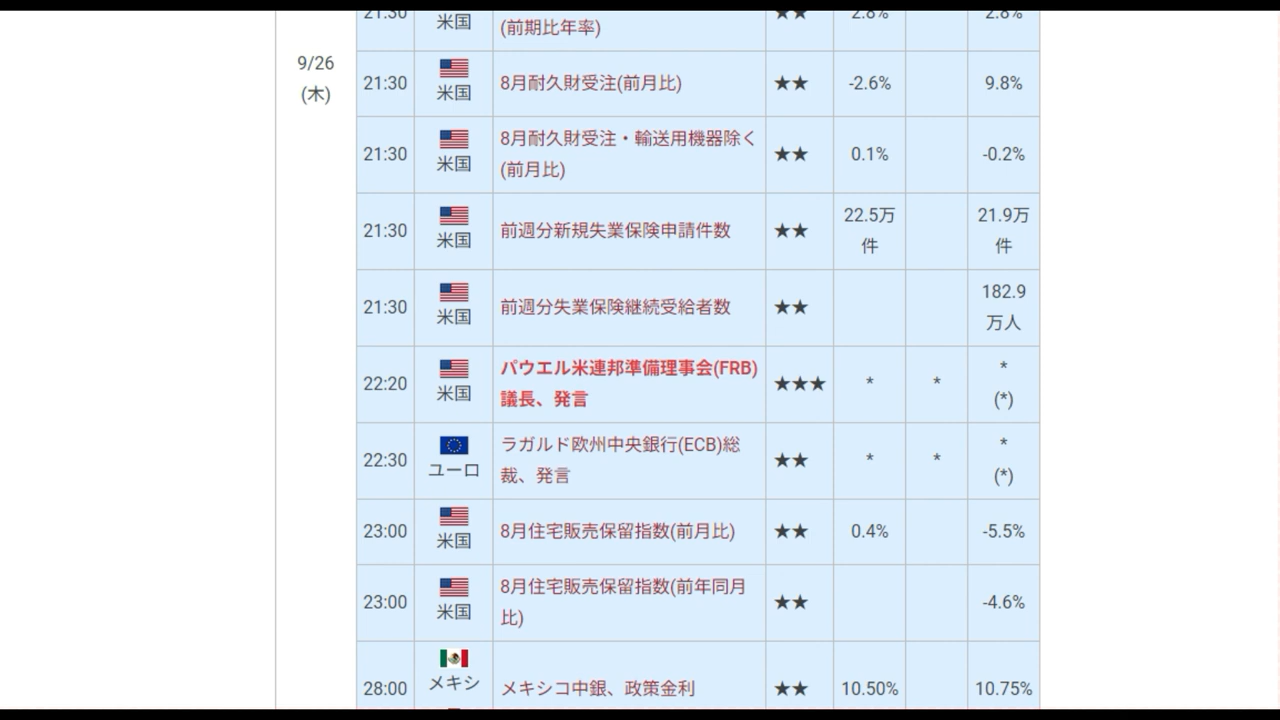 21:30
米国
(前期比年率)
★★
2.8%
2.8%
9/26
(木)
21:30
米国
8月耐久財受注(前月比)
★★
-2.6%
9.8%
21:30
米国
8月耐久財受注・輸送用機器除く
(前月比)
★★
0.1%
-0.2%
21:30
米国
前週分新規失業保険申請件数
★★
22.5万
件
21.9万
件
21:30
米国
前週分失業保険継続受給者数
★★
182.9
万人
22:20
米国
パウエル米連邦準備理事会(FRB)
議長、発言
★★★
*
*
*
(*)
22:30
ユーロ
ラガルド欧州中央銀行(ECB)総
裁、発言
★★
*
*
*
(*)
23:00
米国
8月住宅販売保留指数(前月比)
★★
0.4%
-5.5%
23:00
米国
8月住宅販売保留指数(前年同月
比)
★★
-4.6%
28:00
メキシ
メキシコ中銀、政策金利
★★
10.50%
10.75%